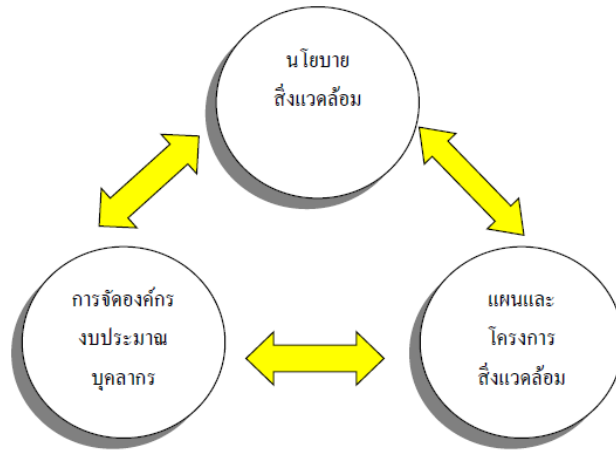 นโยบาย
สิ่งแวดล้อม
การจัดองค์กร
งบประมาณ
บุคลากร
แผนและ
โครงการ
สิ่งแวดล้อม